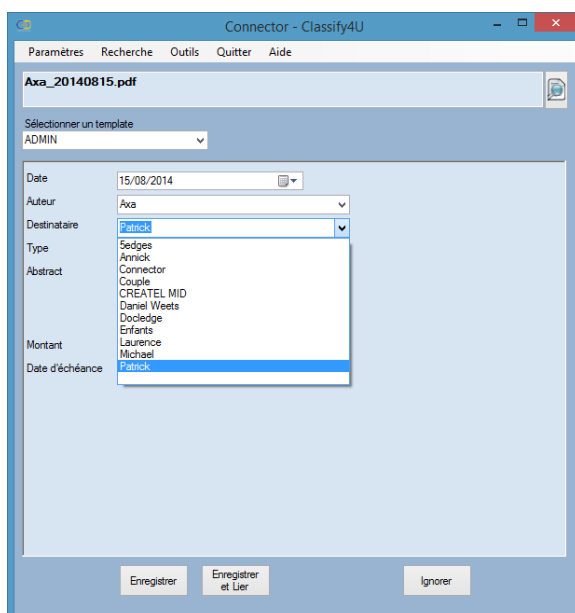 Connector - Classify4U
Paramètres Recherche Outils Quitter Aide
Axa_20140815.pdf
Sélectionner un template
ADMIN
Date 15/08/2014
Auteur Axa
Destinataire Patrick
Type
Abstract
5edges
Annick
Connector
Couple
CREATEL MID
Daniel Weets
Docledge
Enfants
Laurence
Michael
Patrick
Montant
Date d'échéance
Enregistrer
Enregistrer et Lier
Ignorer